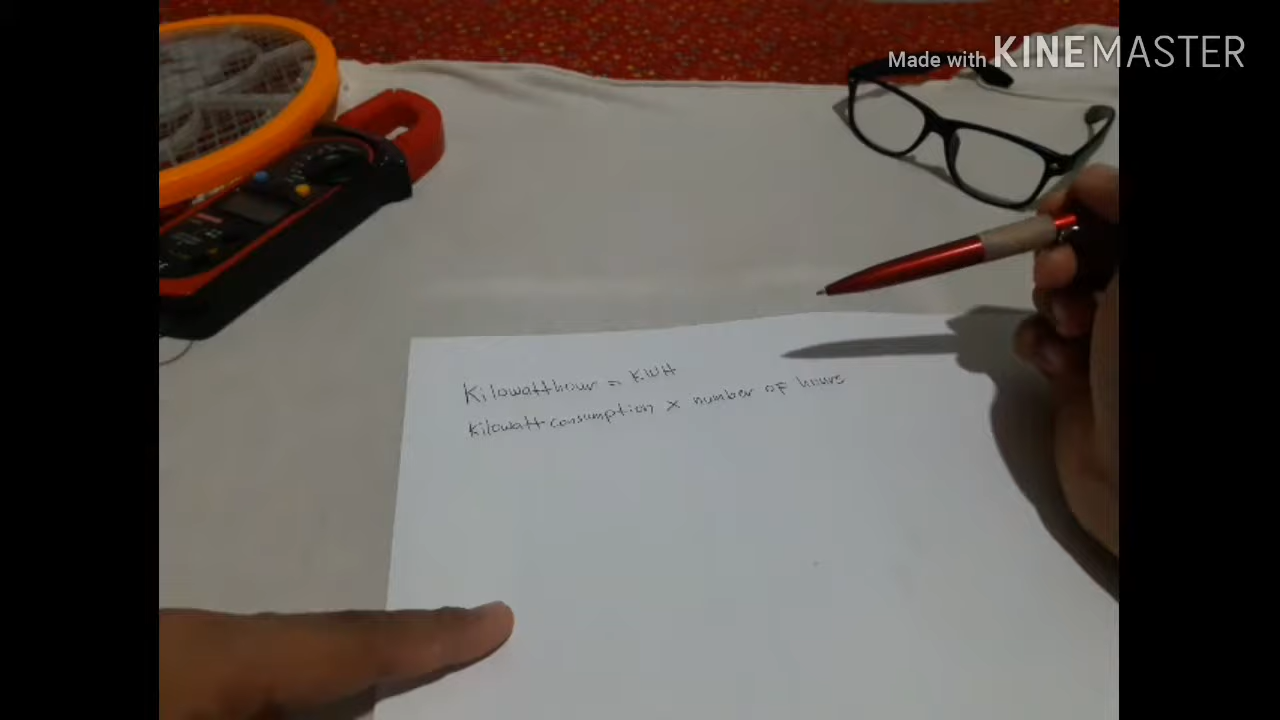 Made with KINEMASTER
Kilowatthour = KWH
Kilowatt consumption x number of hours